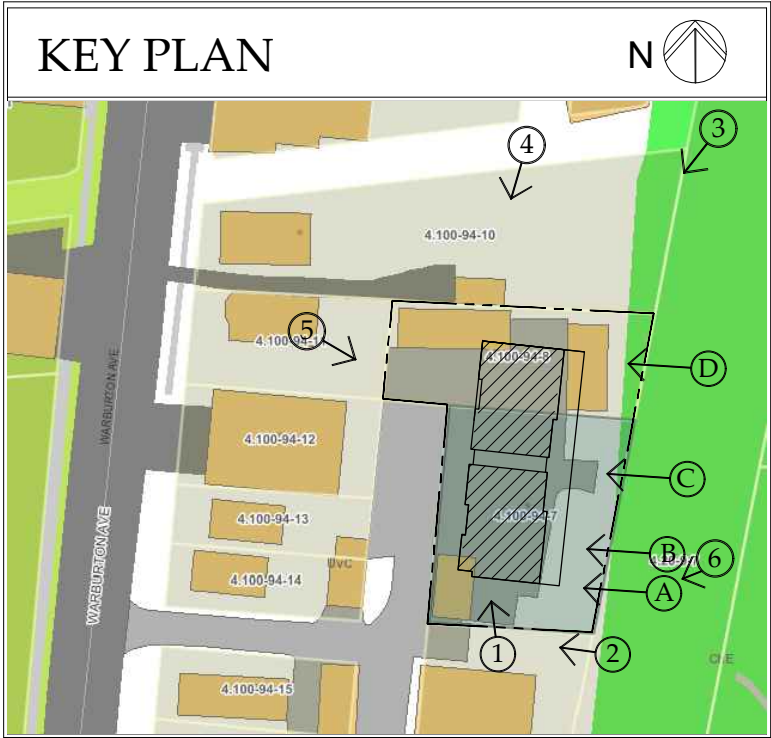 KEY PLAN
N
3
4
4.100-94-10
5
4.100-94-11
4.100-94-8
D
WARBURTON AVE
4.100-94-12
C
4.100-94-13
4.100-94-7
WARBURTON AVE
UVC
B
6
4.100-94-14
A
1
2
4.100-94-15